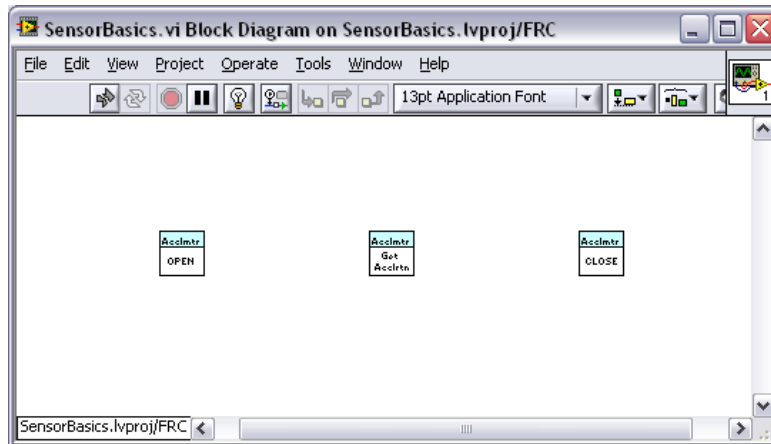 SensorBasics.vi Block Diagram on SensorBasics.lvproj/FRC
File Edit View Project Operate Tools Window Help
13pt Application Font
1
Acclmtr Acclmtr Acclmtr
OPEN Get CLOSE
Acclrtn
SensorBasics.lvproj/FRC